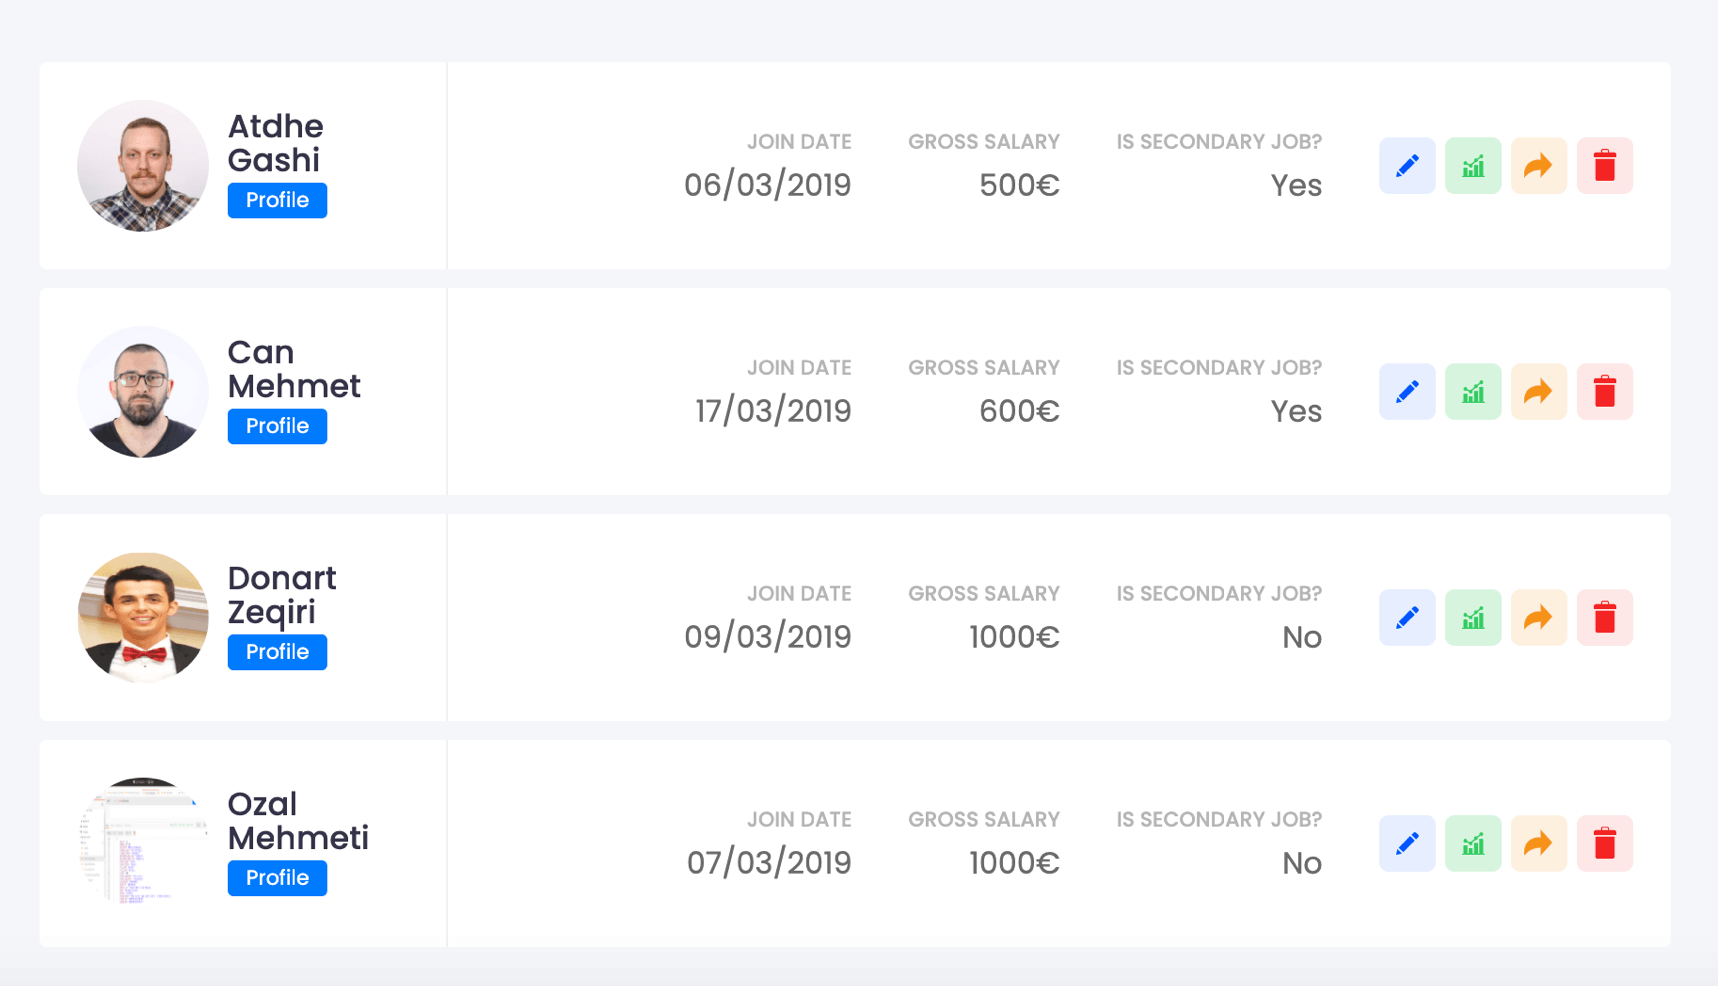 Atdhe
Gashi
Profile
JOIN DATE GROSS SALARY IS SECONDARY JOB?
06/03/2019 500€ Yes
Can
Mehmet
Profile
JOIN DATE GROSS SALARY IS SECONDARY JOB?
17/03/2019 600€ Yes
Donart
Zeqiri
Profile
JOIN DATE GROSS SALARY IS SECONDARY JOB?
09/03/2019 1000€ No
Ozal
Mehmeti
Profile
JOIN DATE GROSS SALARY IS SECONDARY JOB?
07/03/2019 1000€ No